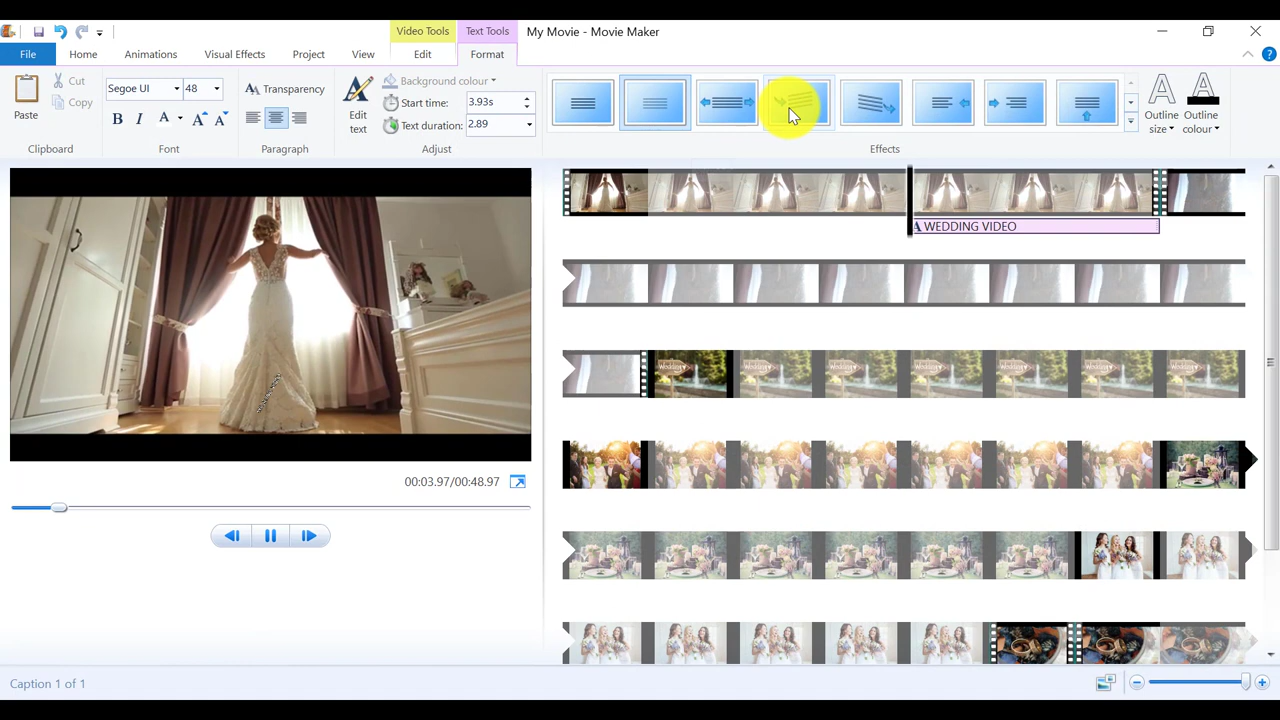 Video Tools
Text Tools
My Movie - Movie Maker
File
Home
Animations
Visual Effects
Project
View
Edit
Format
Paste
Cut
Copy
Clipboard
Segoe UI
48
B
I
A
A
A
Font
Transparency
Paragraph
Edit
text
Background colour
Start time:
3.93s
Text duration:
2.89
Adjust
Effects
A
Outline
size
A
Outline
colour
A WEDDING VIDEO
00:03.97/00:48.97
Caption 1 of 1